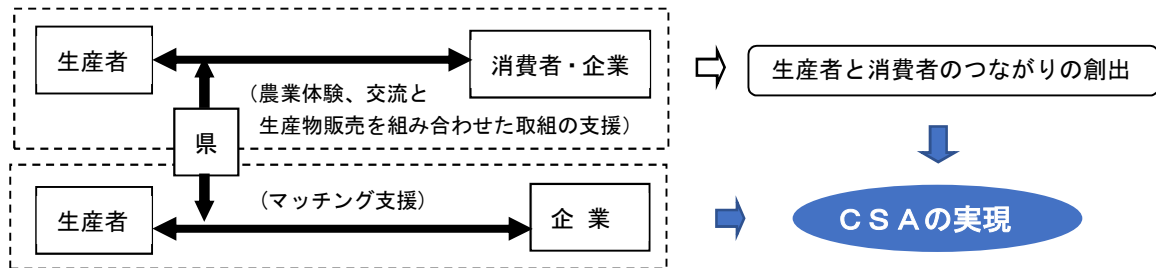 生産者
消費者・企業
生産者と消費者のつながりの創出
（農業体験、交流と
生産物販売を組み合わせた取組の支援）
県
（マッチング支援）
生産者
企 業
ＣＳＡの実現